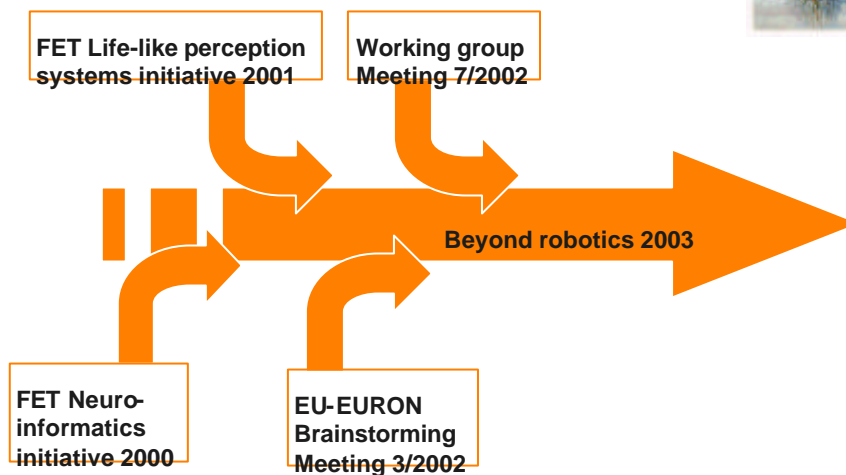 FET Life-like perception
systems initiative 2001
Working group
Meeting 7/2002
Beyond robotics 2003
FET Neuro-
informatics
initiative 2000
EU-EURON
Brainstorming
Meeting 3/2002